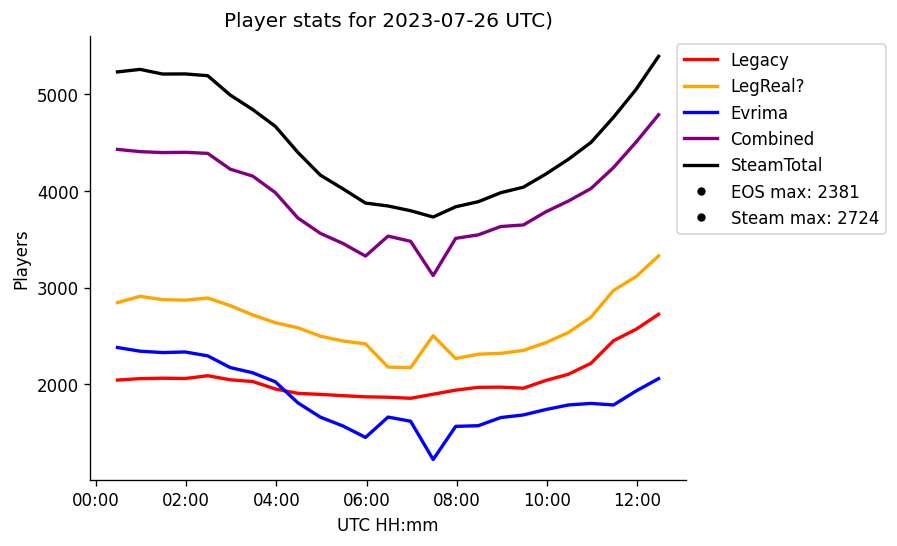 Player stats for 2023-07-26 UTC)
Legacy
LegReal?
Evrima
Combined
SteamTotal
EOS max: 2381
Steam max: 2724
Players
5000
4000
3000
2000
00:00 02:00 04:00 06:00 08:00 10:00 12:00
UTC HH:mm